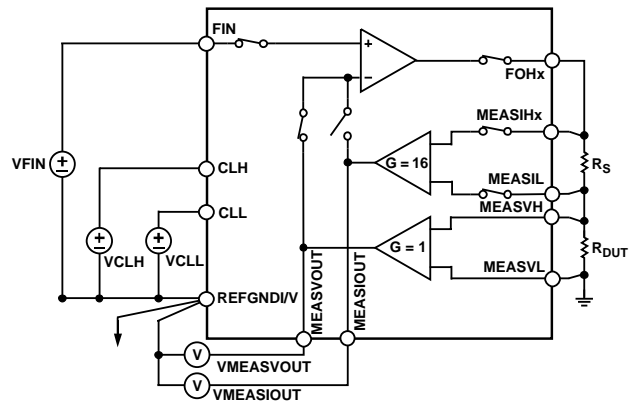 FIN
+
−
FOHx
MEASIHx
VFIN
±
G = 16
RS
CLH
MEASIL
MEASVH
CLL
±
±
G = 1
RDUT
VCLH
VCLL
MEASVL
REFGNDI/V
MEASVOUT
MEASIOUT
V
VMEASVOUT
V
VMEASIOUT